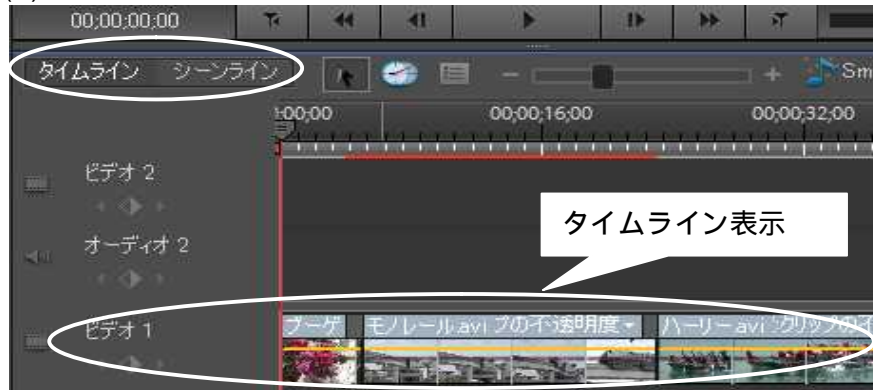 00;00;00;00
タイムライン シーンライン
Sm
;00;00 00;00;16;00 00;00;32;00
ビデオ 2
タイムライン表示
オーディオ 2
ビデオ 1
ブーゲ モノレール.avi プの不透明度 ハーリー.avi :クリップの不